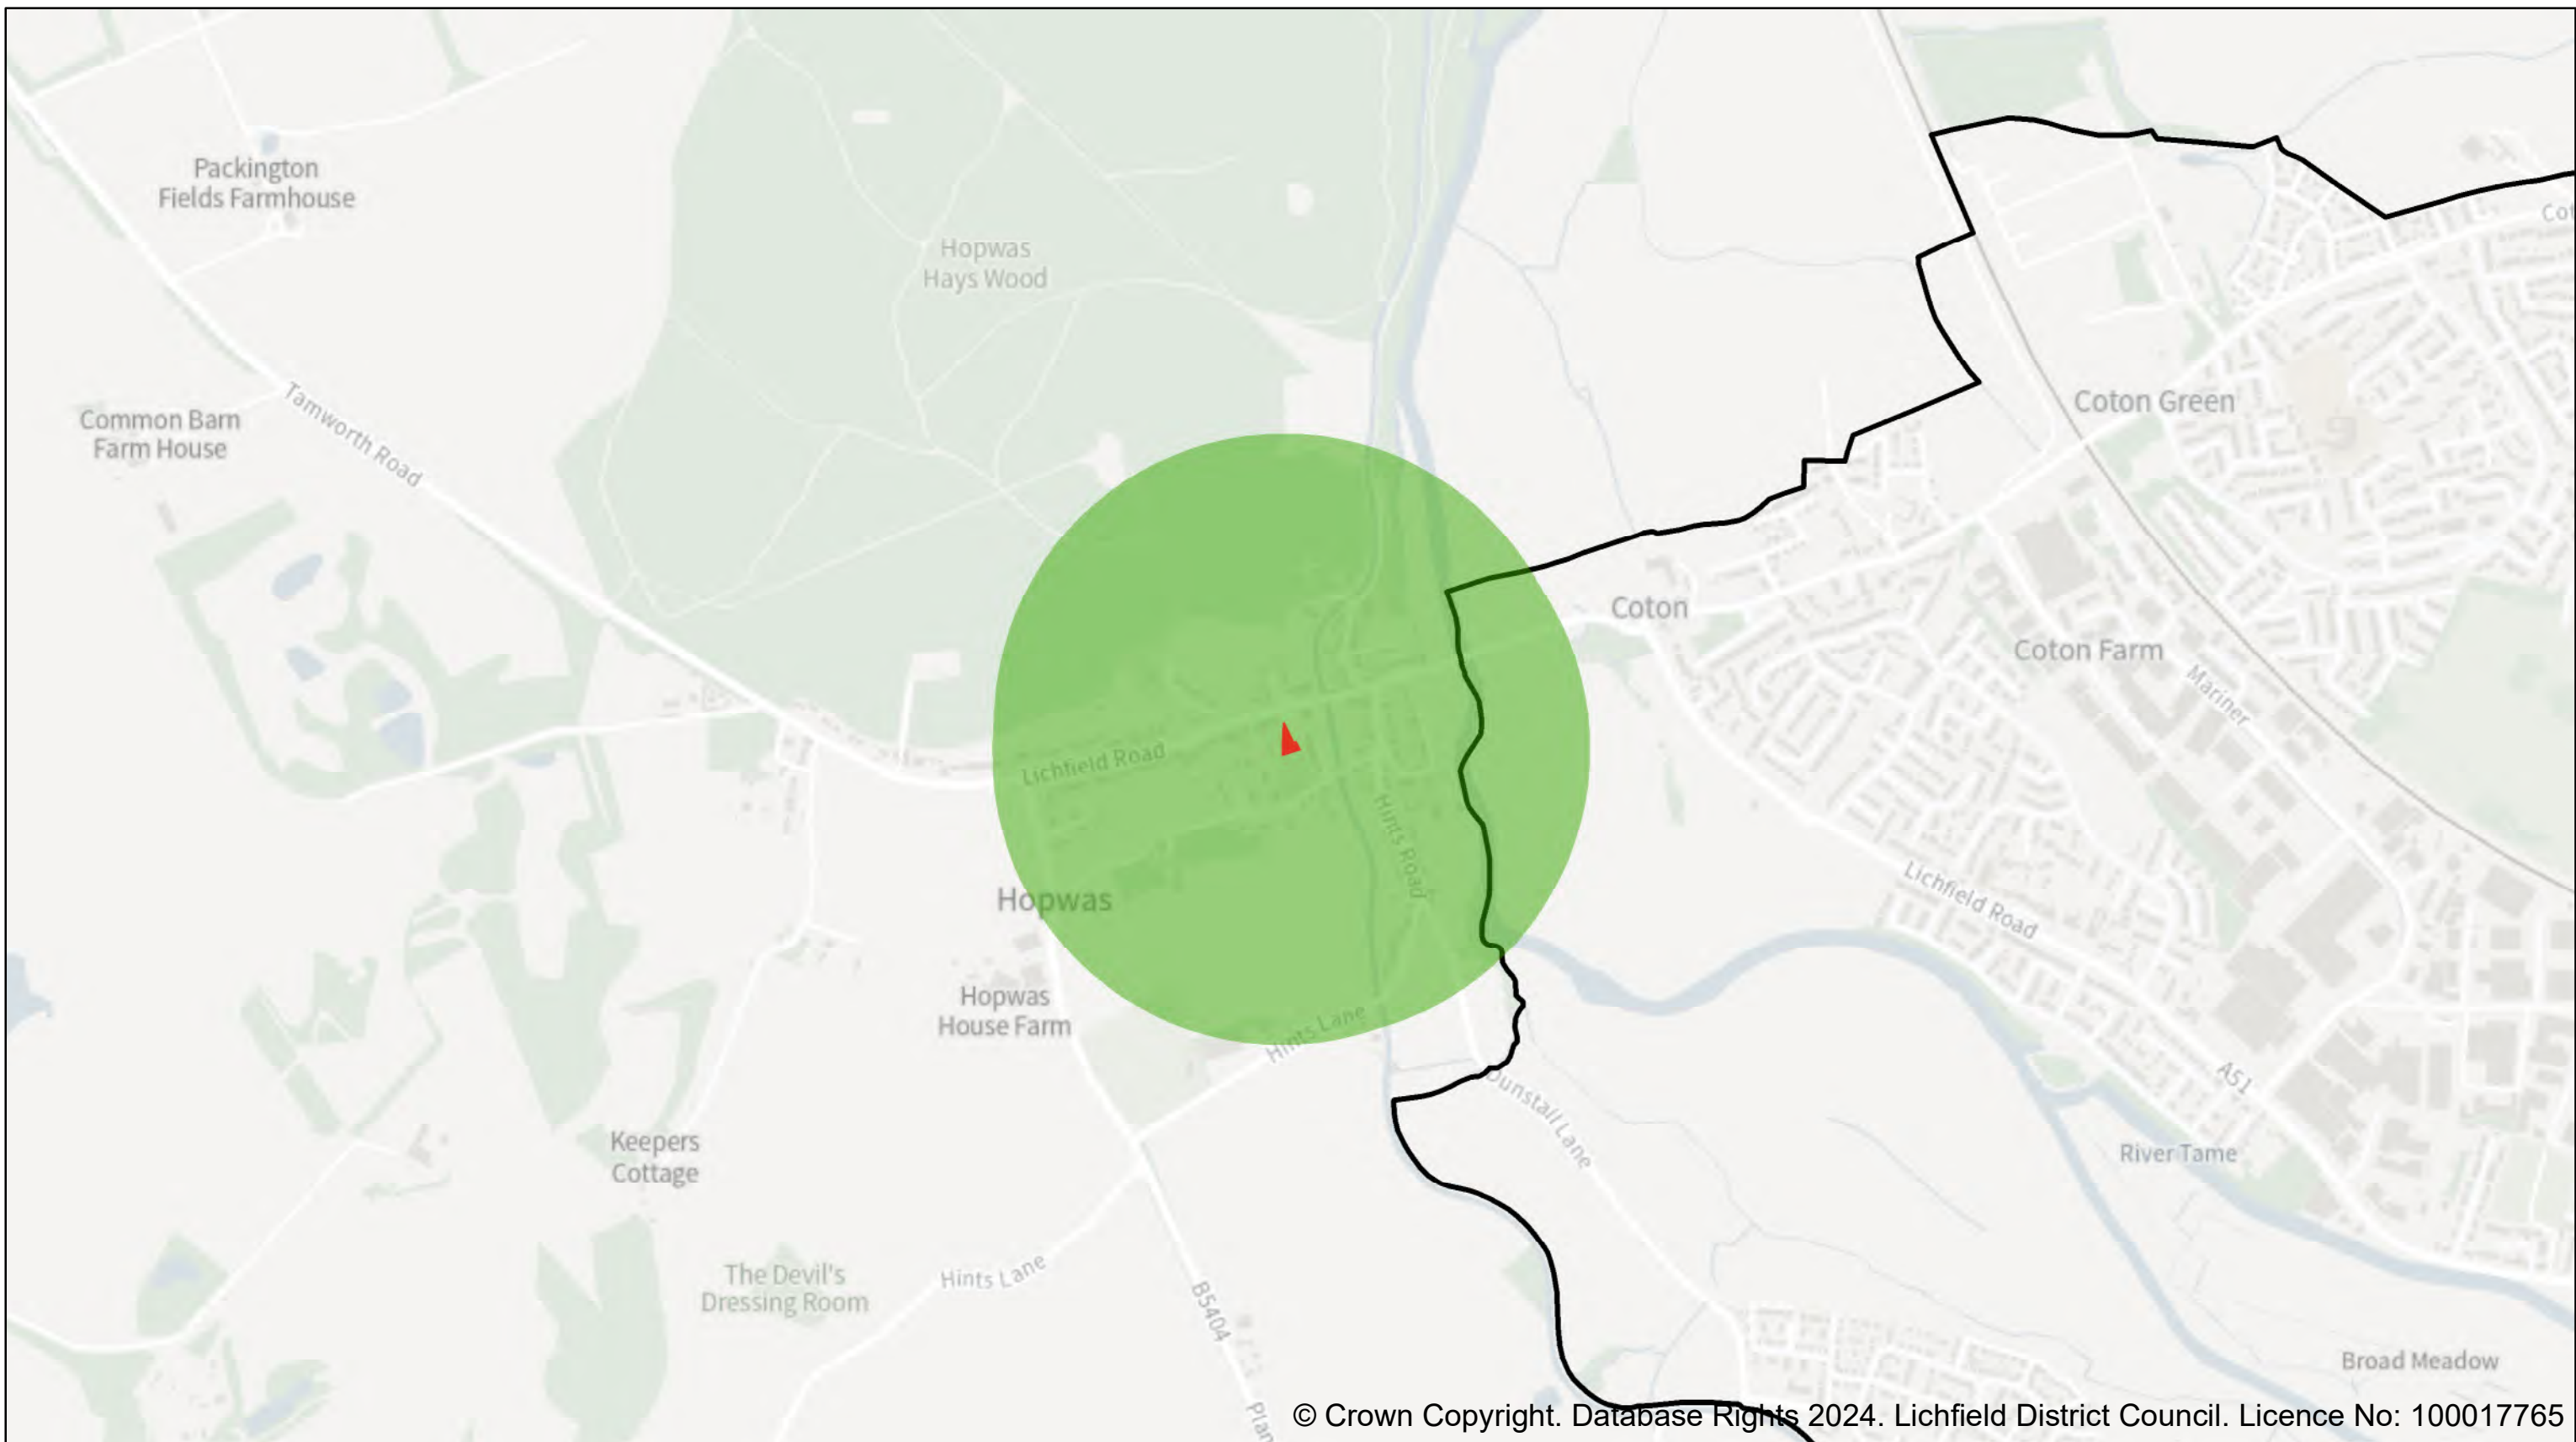 Packington
Fields Farmhouse
Hopwas
Hays Wood
Common Barn
Farm House
Tamworth Road
Coton Green
Coton
Coton Farm
Mariner
Lichfield Road
Hints Road
Lichfield Road
Hopwas
Hopwas
House Farm
Hints Lane
Dunstall Lane
A51
River Tame
Keepers
Cottage
The Devil's
Dressing Room
Hints Lane
B5404
Broad Meadow
© Crown Copyright. Database Rights 2024. Lichfield District Council. Licence No: 100017765